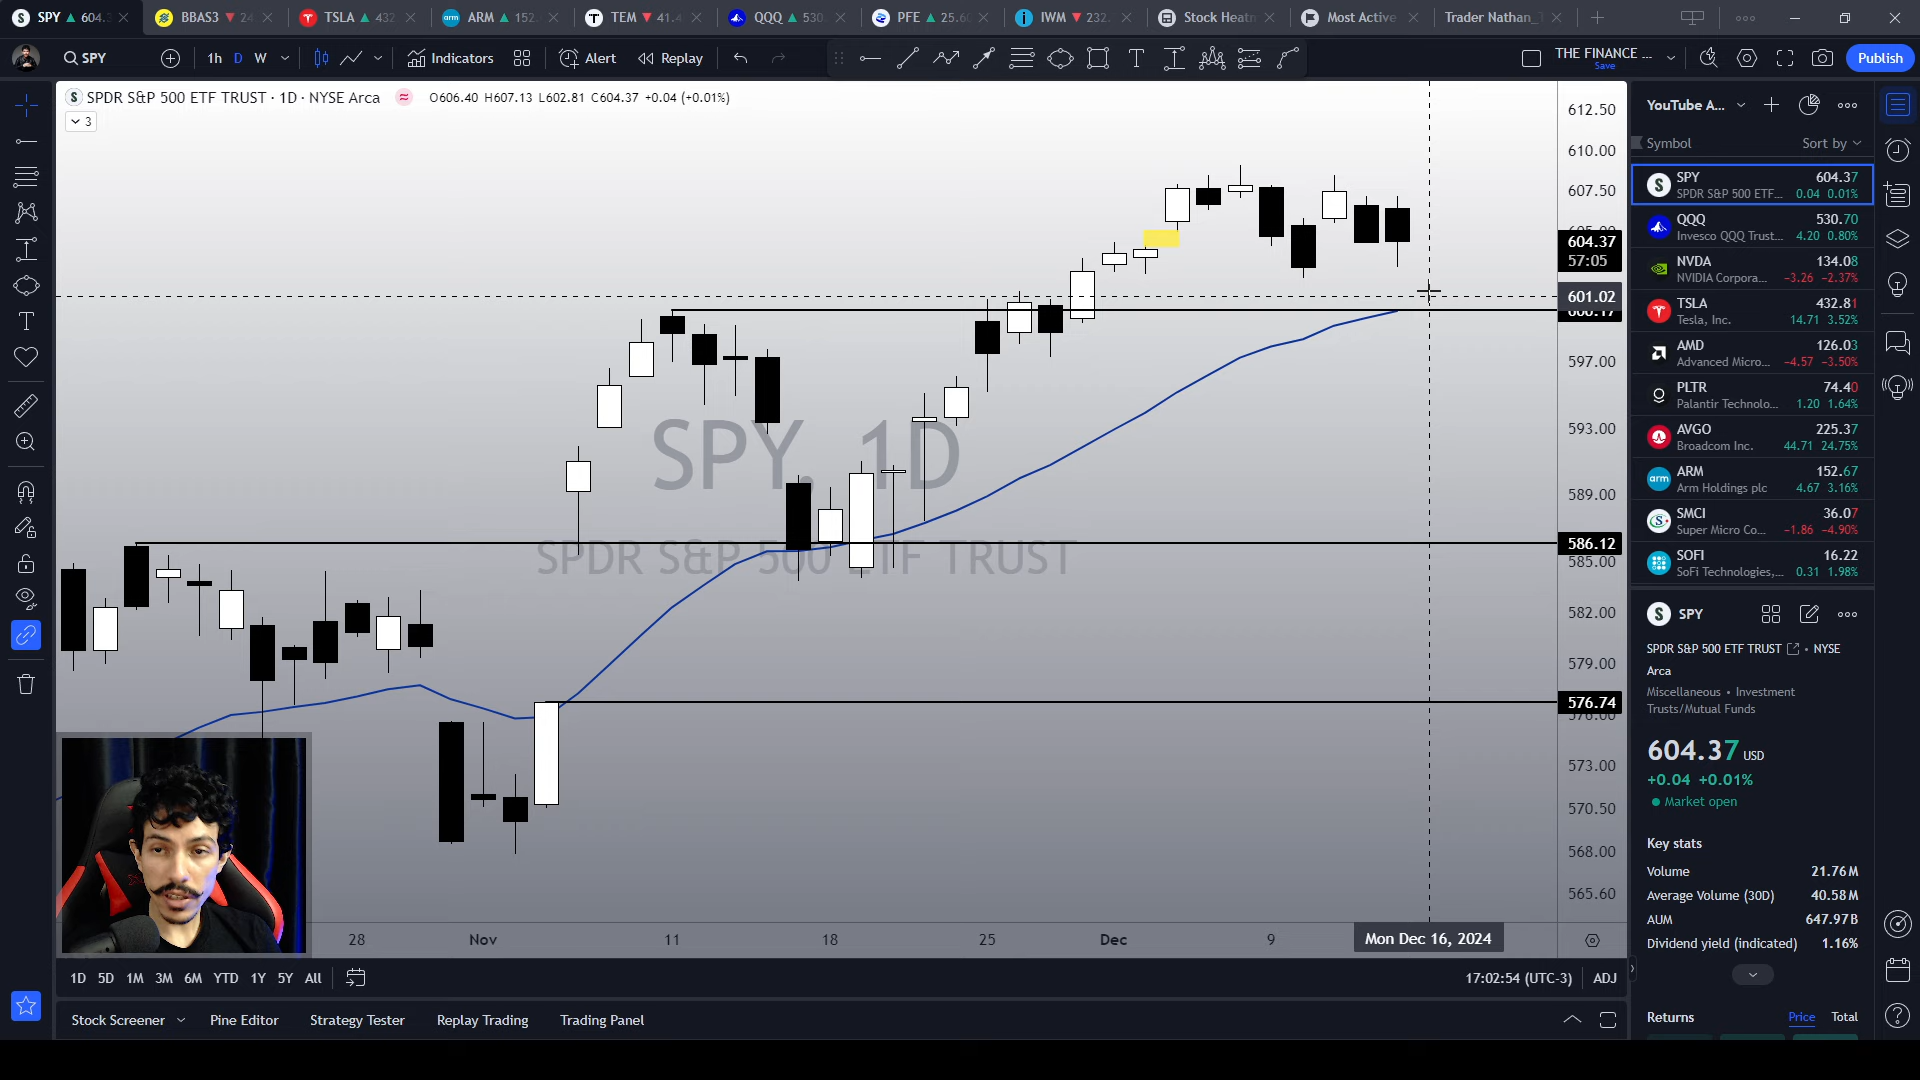 SPY ▲ 604.
BBAS3 ▼ 24
TSLA ▲ 432
ARM ▲ 152.
TEM ▼ 41.4
QQQ ▲ 530.
PFE ▲ 25.60
IWM ▼ 232.
Stock Heatm
Most Active
Trader Nathan_
SPY
1h D W
Indicators
Alert
Replay
THE FINANCE ...
Save
Publish
SPDR S&P 500 ETF TRUST · 1D · NYSE Arca
O606.40 H607.13 L602.81 C604.37 +0.04 (+0.01%)
3
SPY, 1D
SPDR S&P 500 ETF TRUST
612.50
610.00
607.50
604.37
57:05
601.02
600.17
597.00
593.00
589.00
586.12
585.00
582.00
579.00
576.74
576.00
573.00
570.50
568.00
565.60
28 Nov 11 18 25 Dec 9
Mon Dec 16, 2024
1D 5D 1M 3M 6M YTD 1Y 5Y All
17:02:54 (UTC-3) ADJ
Stock Screener
Pine Editor
Strategy Tester
Replay Trading
Trading Panel
YouTube A...
Symbol
Sort by
SPY 604.37
SPDR S&P 500 ETF... 0.04 0.01%
QQQ 530.70
Invesco QQQ Trust... 4.20 0.80%
NVDA 134.08
NVIDIA Corpora... −3.26 −2.37%
TSLA 432.81
Tesla, Inc. 14.71 3.52%
AMD 126.03
Advanced Micro... −4.57 −3.50%
PLTR 74.40
Palantir Technolo... 1.20 1.64%
AVGO 225.37
Broadcom Inc. 44.71 24.75%
arm
ARM 152.67
Arm Holdings plc 4.67 3.16%
SMCI 36.07
Super Micro Co... −1.86 −4.90%
SOFI 16.22
SoFi Technologies,... 0.31 1.98%
SPY
SPDR S&P 500 ETF TRUST • NYSE
Arca
Miscellaneous • Investment
Trusts/Mutual Funds
604.37 USD
+0.04 +0.01%
Market open
Key stats
Volume 21.76M
Average Volume (30D) 40.58M
AUM 647.97B
Dividend yield (indicated) 1.16%
Returns
Price Total